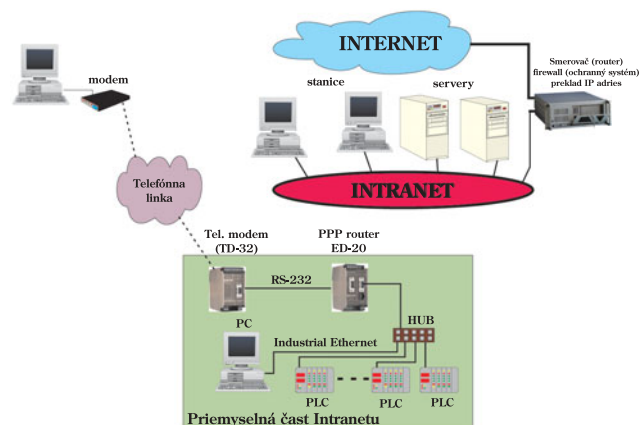 INTERNET
modem
stanice
servery
Smerovač (router)
firewall (ochranný systém)
preklad IP adries
INTRANET
Telefónna
linka
Tel. modem
(TD-32)
PPP router
ED-20
RS-232
PC
HUB
Industrial Ethernet
PLC
PLC
PLC
Priemyselná čast Intranetu